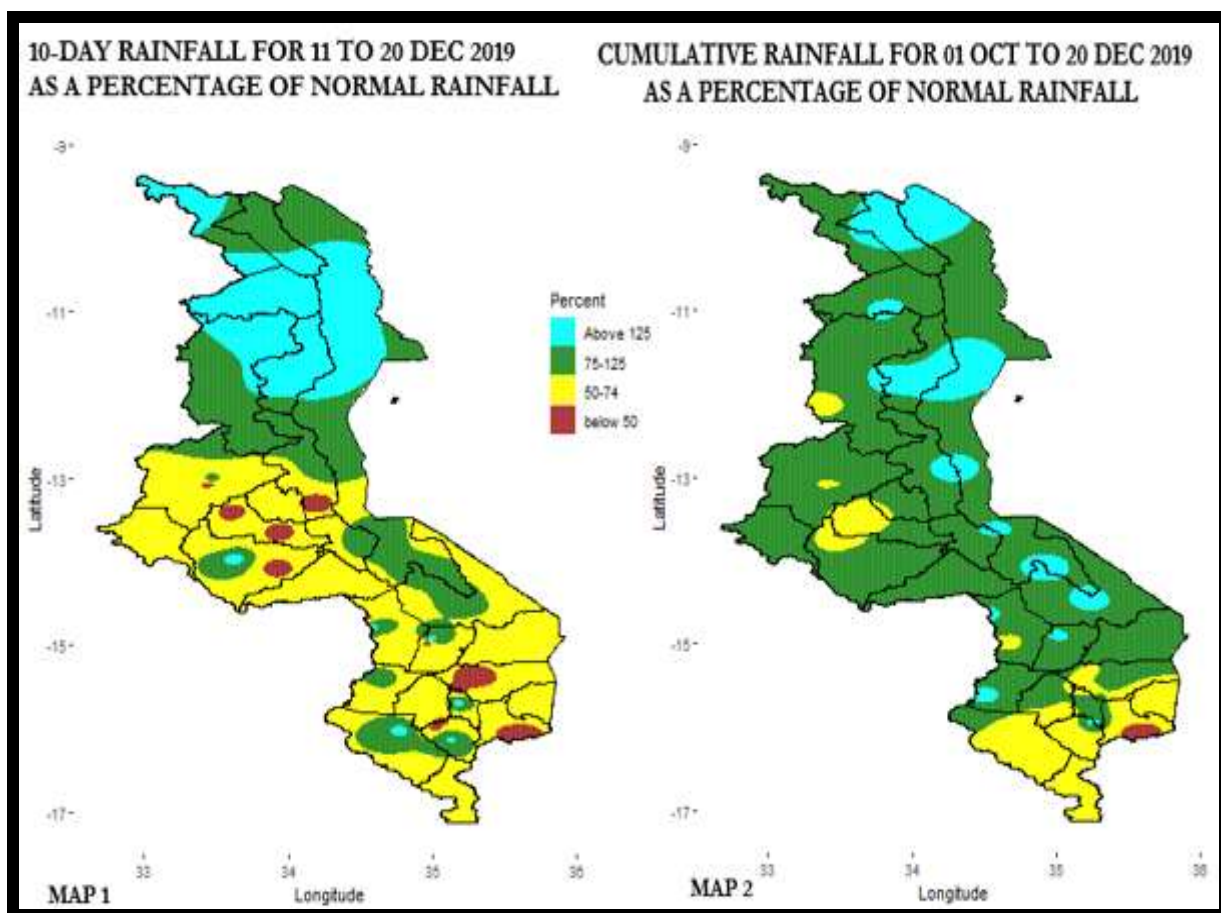 10-DAY RAINFALL FOR 11 TO 20 DEC 2019
AS A PERCENTAGE OF NORMAL RAINFALL
CUMULATIVE RAINFALL FOR 01 OCT TO 20 DEC 2019
AS A PERCENTAGE OF NORMAL RAINFALL
-9
-11
-13
-15
-17
Latitude
33
34
35
36
Longitude
MAP 1
Percent
Above 125
75-125
50-74
below 50
-9
-11
-13
-15
-17
Latitude
33
34
35
36
Longitude
MAP 2